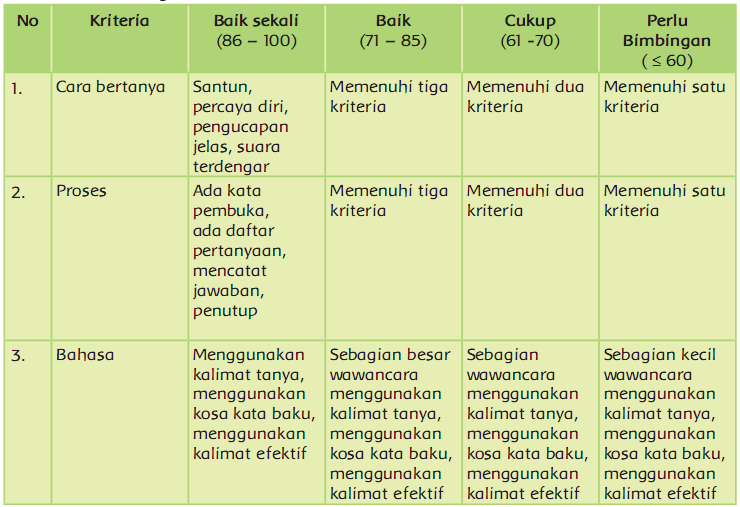 No
Kriteria
Baik sekali
(86 – 100)
Baik
(71 – 85)
Cukup
(61 -70)
Perlu
Bimbingan
( ≤ 60)
1.
Cara bertanya
Santun,
percaya diri,
pengucapan
jelas, suara
terdengar
Memenuhi tiga
kriteria
Memenuhi dua
kriteria
Memenuhi satu
kriteria
2.
Proses
Ada kata
pembuka,
ada daftar
pertanyaan,
mencatat
jawaban,
penutup
Memenuhi tiga
kriteria
Memenuhi dua
kriteria
Memenuhi satu
kriteria
3.
Bahasa
Menggunakan
kalimat tanya,
menggunakan
kosa kata baku,
menggunakan
kalimat efektif
Sebagian besar
wawancara
menggunakan
kalimat tanya,
menggunakan
kosa kata baku,
menggunakan
kalimat efektif
Sebagian
wawancara
menggunakan
kalimat tanya,
menggunakan
kosa kata baku,
menggunakan
kalimat efektif
Sebagian kecil
wawancara
menggunakan
kalimat tanya,
menggunakan
kosa kata baku,
menggunakan
kalimat efektif